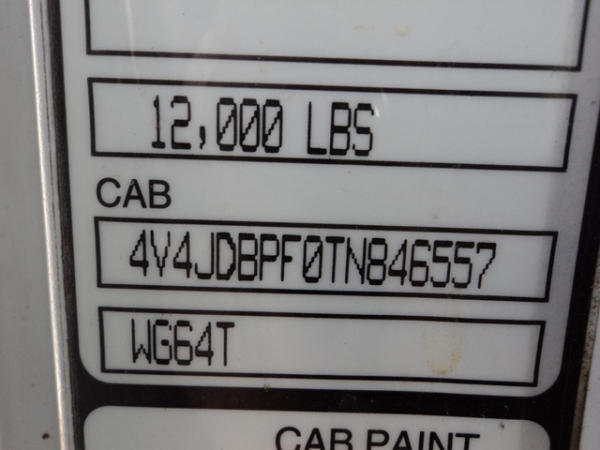 12,000 LBS
CAB
4V4JDBPF0TN846557
WG64T
CAB PAINT